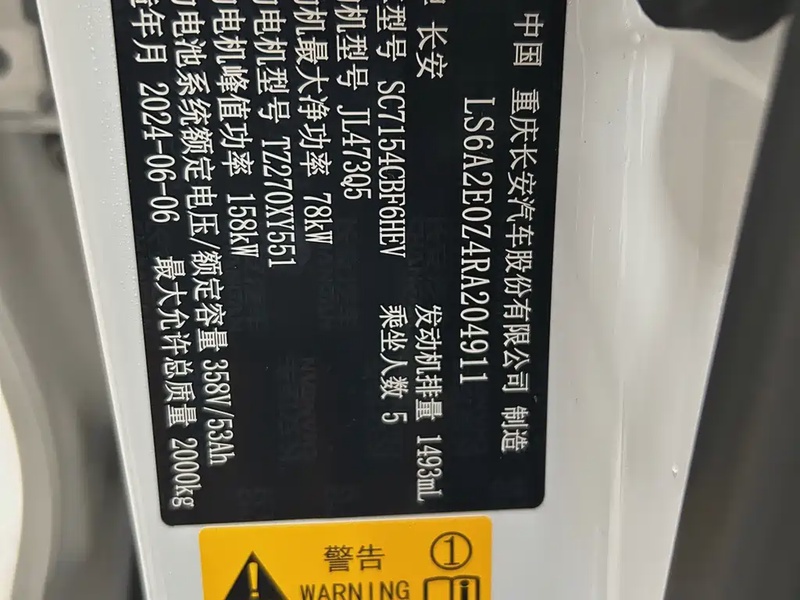 中国 重庆长安汽车股份有限公司 制造
LS6A2E0Z4RA204911
长安 发动机排量 1493mL
型号 SC7154CBF6HEV 乘坐人数 5
机型号 JL473Q5
机最大净功率 78kW
电机型号 TZ270XY551
电机峰值功率 158kW
电池系统额定电压/额定容量 358V/53Ah
年月 2024-06-06 最大允许总质量 2000kg
警告 ①
WARNING